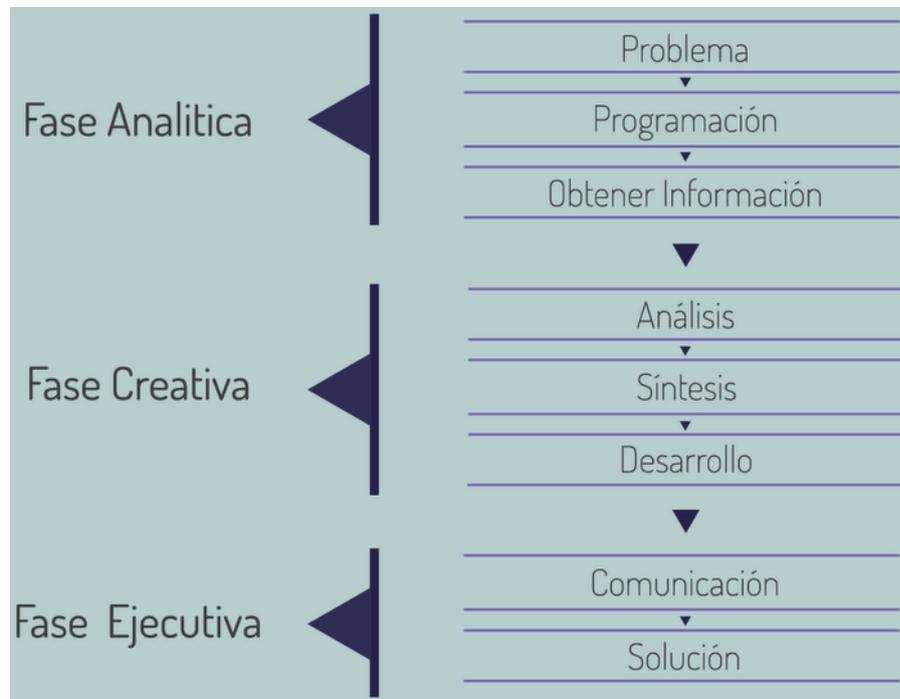 Fase Analitica
Problema
Programación
Obtener Información
Fase Creativa
Análisis
Síntesis
Desarrollo
Fase Ejecutiva
Comunicación
Solución